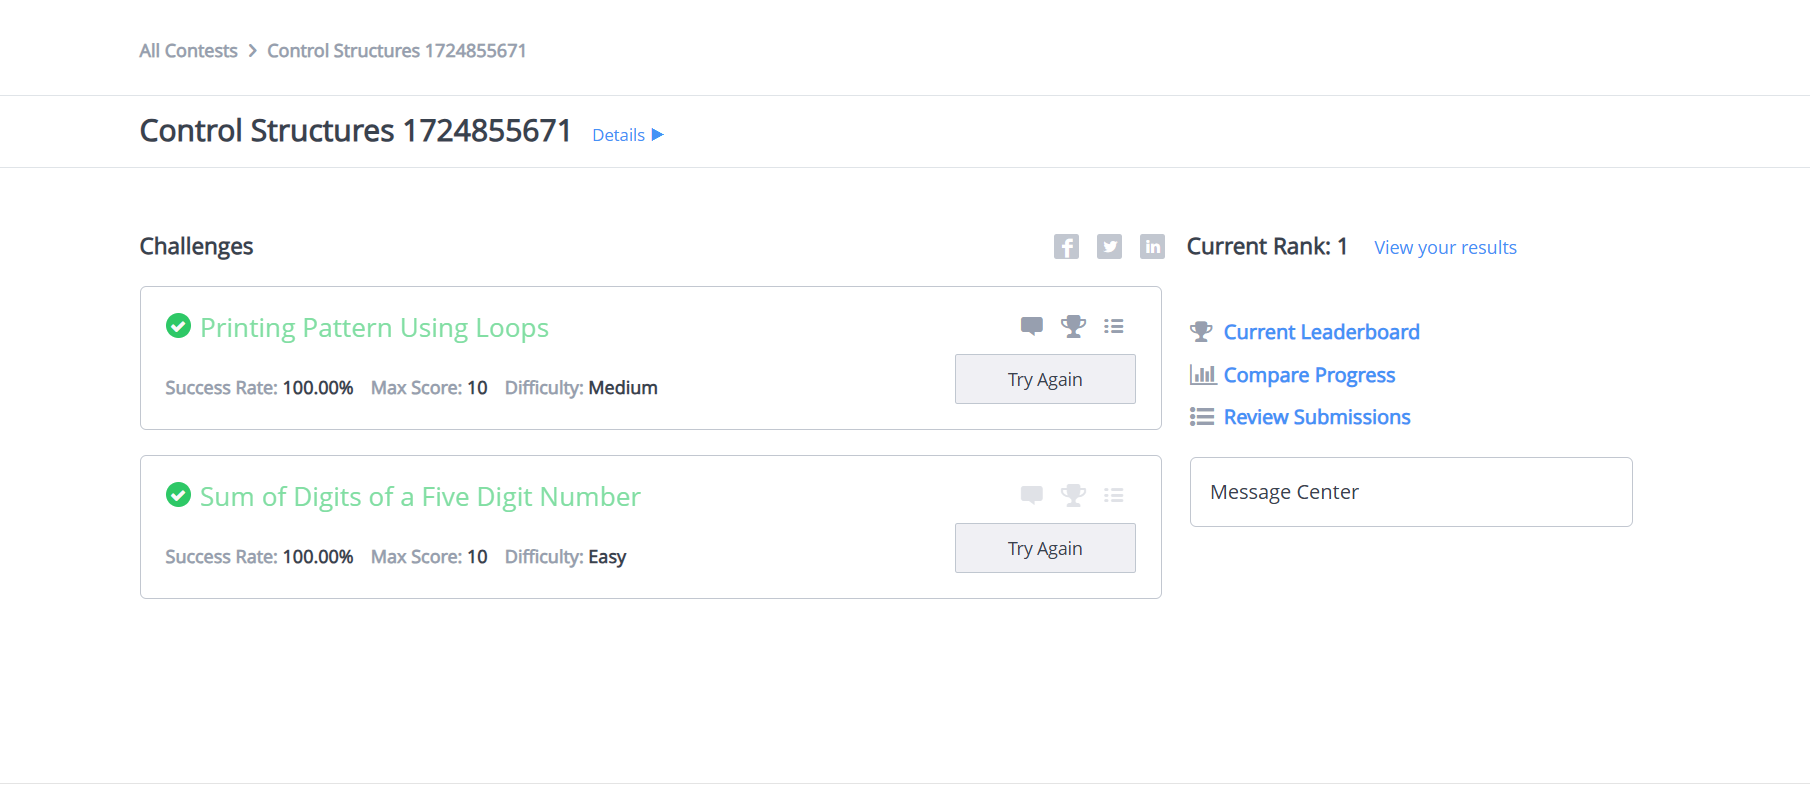 All Contests > Control Structures 1724855671
Control Structures 1724855671 Details ▶
Challenges
Printing Pattern Using Loops
Success Rate: 100.00% Max Score: 10 Difficulty: Medium
Try Again
Sum of Digits of a Five Digit Number
Success Rate: 100.00% Max Score: 10 Difficulty: Easy
Try Again
Current Rank: 1 View your results
Current Leaderboard
Compare Progress
Review Submissions
Message Center